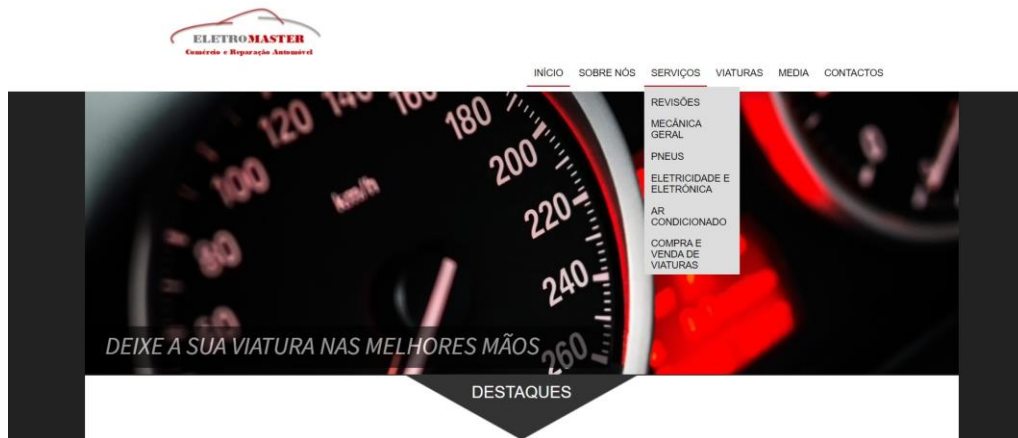 ELETROMASTER
Comércio e Reparação Automóvel
INÍCIO SOBRE NÓS SERVIÇOS VIATURAS MEDIA CONTACTOS
REVISÕES
MECÂNICA
GERAL
PNEUS
ELETRICIDADE E
ELETRÓNICA
AR
CONDICIONADO
COMPRA E
VENDA DE
VIATURAS
120
140
160
180
200
220
240
260
100
80
60
km/h
DEIXE A SUA VIATURA NAS MELHORES MÃOS
DESTAQUES